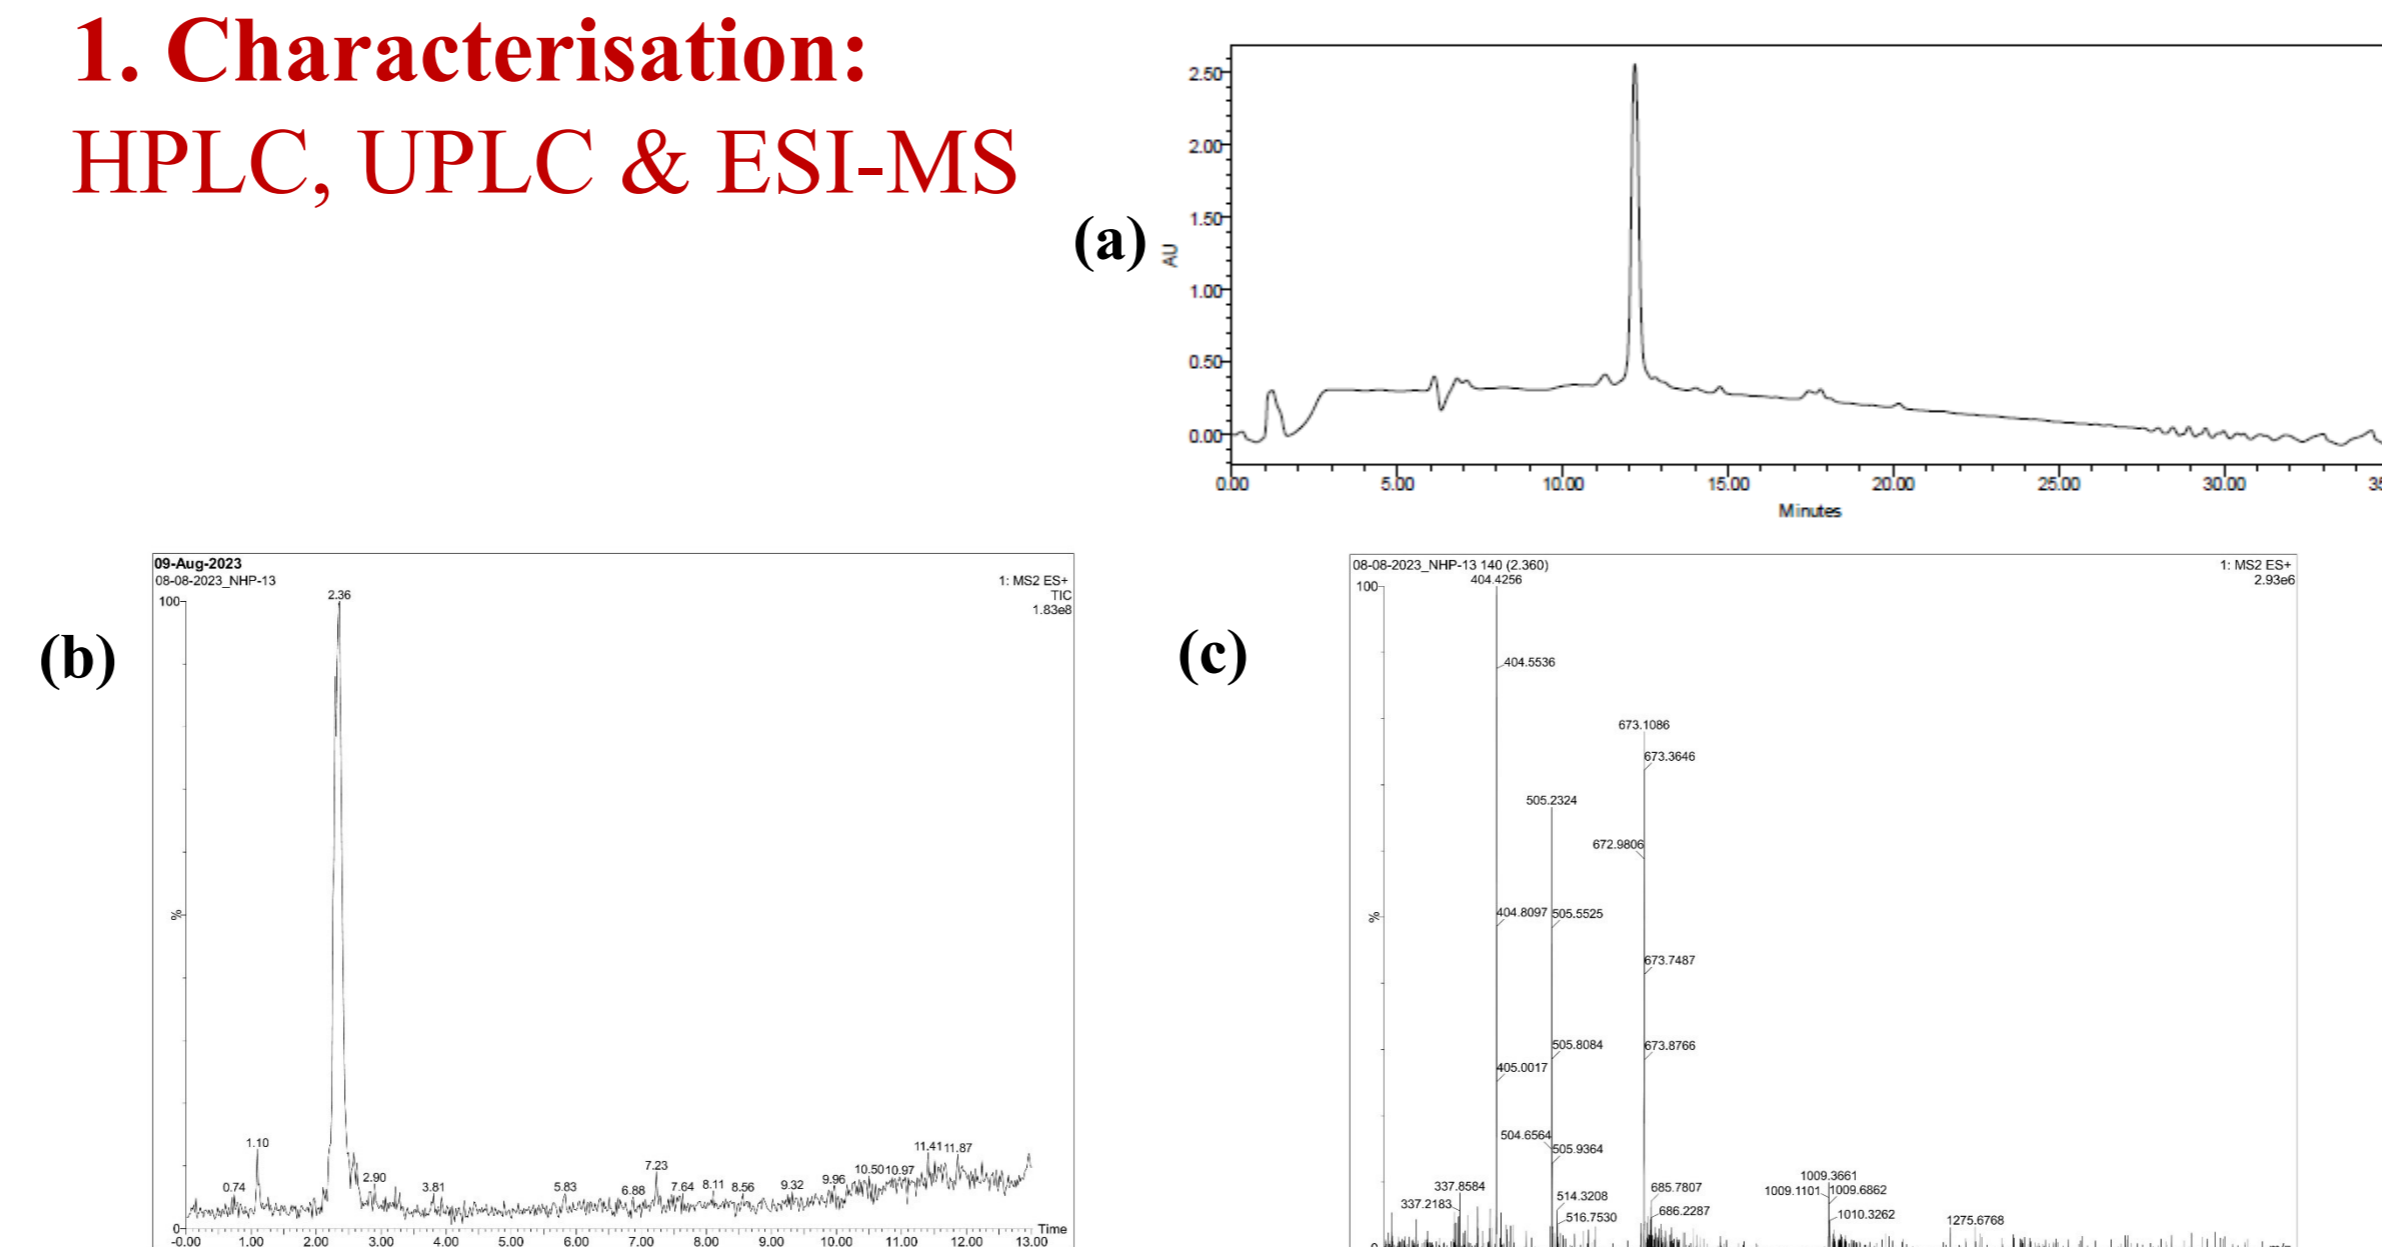 1. Characterisation:
HPLC, UPLC & ESI-MS
(a)
AU
2.50
2.00
1.50
1.00
0.50
0.00
0.00 5.00 10.00 15.00 20.00 25.00 30.00
Minutes
(b)
09-Aug-2023
08-08-2023_NHP-13
1: MS2 ES+
TIC
1.83e8
100
%
0
2.36
1.10
0.74
2.90
3.81
5.83
6.88
7.23
7.64
8.11
8.56
9.32
9.96
10.50
10.97
11.41
11.87
Time
-0.00 1.00 2.00 3.00 4.00 5.00 6.00 7.00 8.00 9.00 10.00 11.00 12.00 13.00
(c)
08-08-2023_NHP-13 140 (2.360)
1: MS2 ES+
2.93e6
100
%
404.4256
404.5536
673.1086
673.3646
505.2324
672.9806
404.8097
505.5525
673.7487
505.8084
673.8766
405.0017
504.6564
505.9364
337.8584
337.2183
514.3208
516.7530
685.7807
686.2287
1009.3661
1009.1101
1009.6862
1010.3262
1275.6768